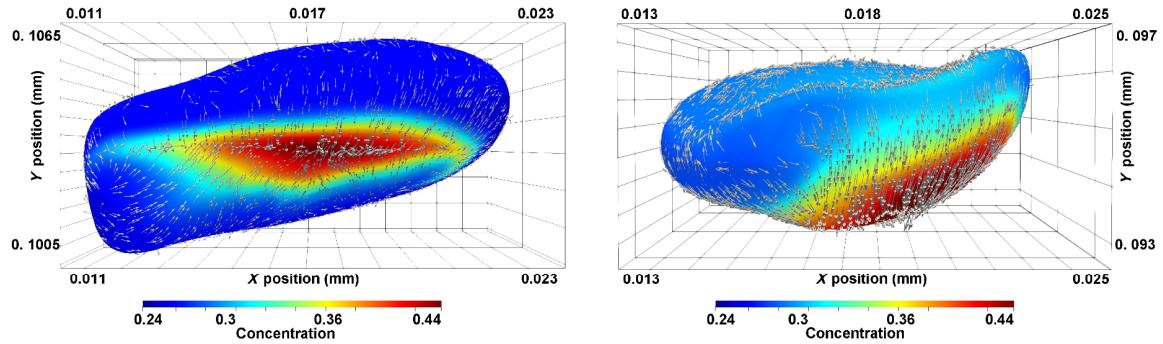 0.011 0.017 0.023
0. 1065
Y position (mm)
0. 1005
0.011 X position (mm) 0.023
0.24 0.3 0.36 0.44
Concentration
0.013 0.018 0.025
0.097
Y position (mm)
0.093
0.013 X position (mm) 0.025
0.24 0.3 0.36 0.44
Concentration